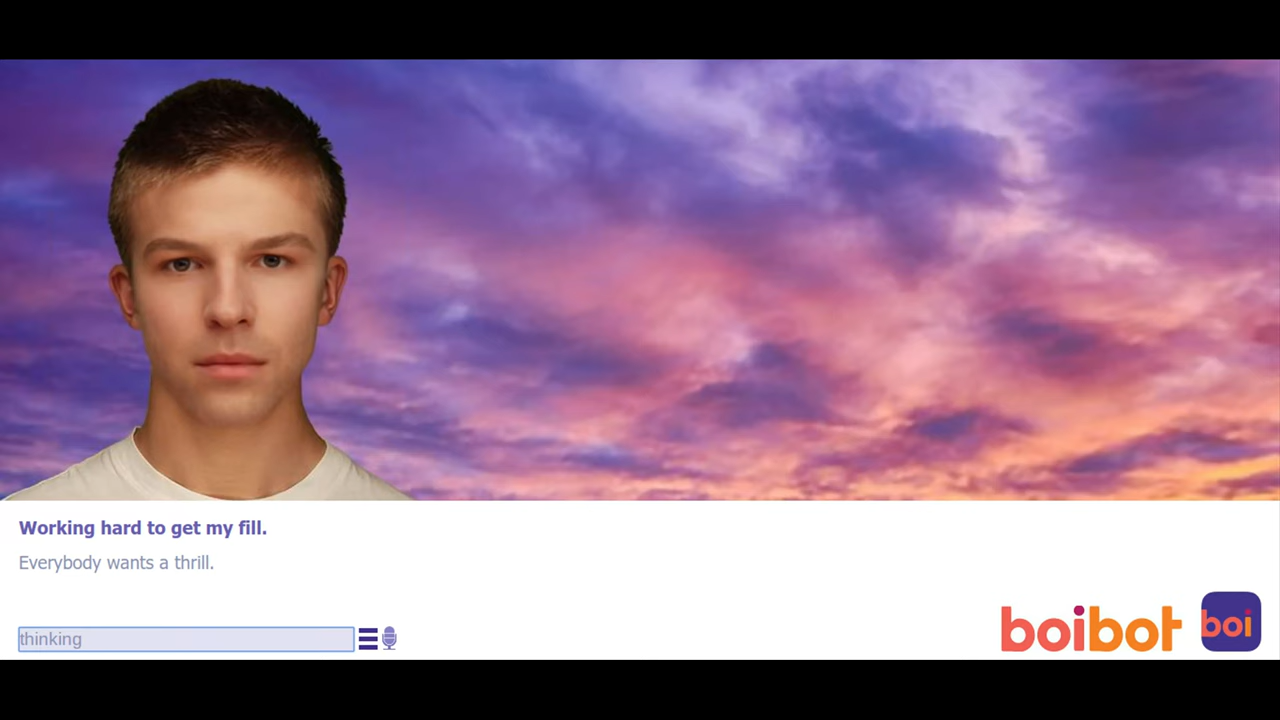 Working hard to get my fill.
Everybody wants a thrill.
thinking
boibot
boi